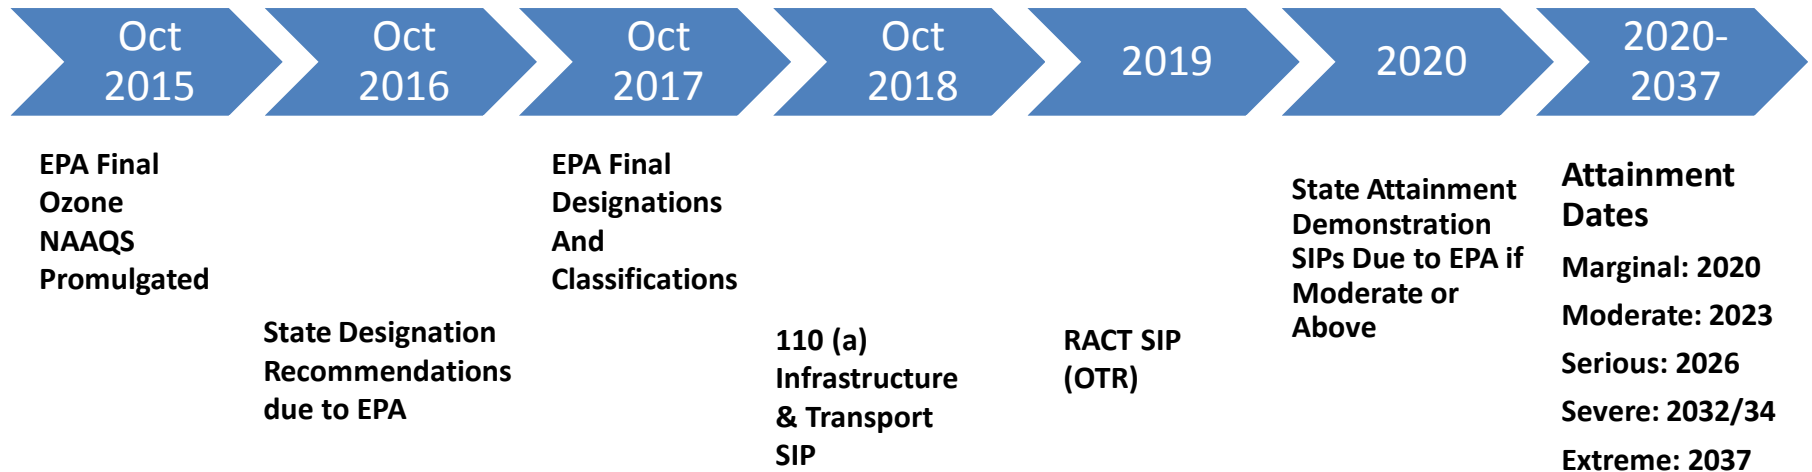 Oct
2015
Oct
2016
Oct
2017
Oct
2018
2019
2020
2020-
2037
EPA Final
Ozone
NAAQS
Promulgated
State Designation
Recommendations
due to EPA
EPA Final
Designations
And
Classifications
110 (a)
Infrastructure
& Transport
SIP
RACT SIP
(OTR)
State Attainment
Demonstration
SIPs Due to EPA if
Moderate or
Above
Attainment
Dates
Marginal: 2020
Moderate: 2023
Serious: 2026
Severe: 2032/34
Extreme: 2037